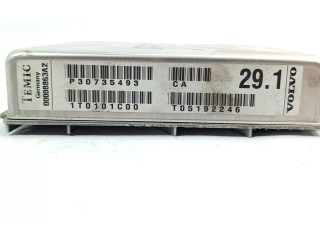 TEMIC
Germany
00008863A2
P30735493
CA
29.1
VOLVO
1T0101C00
T05192246